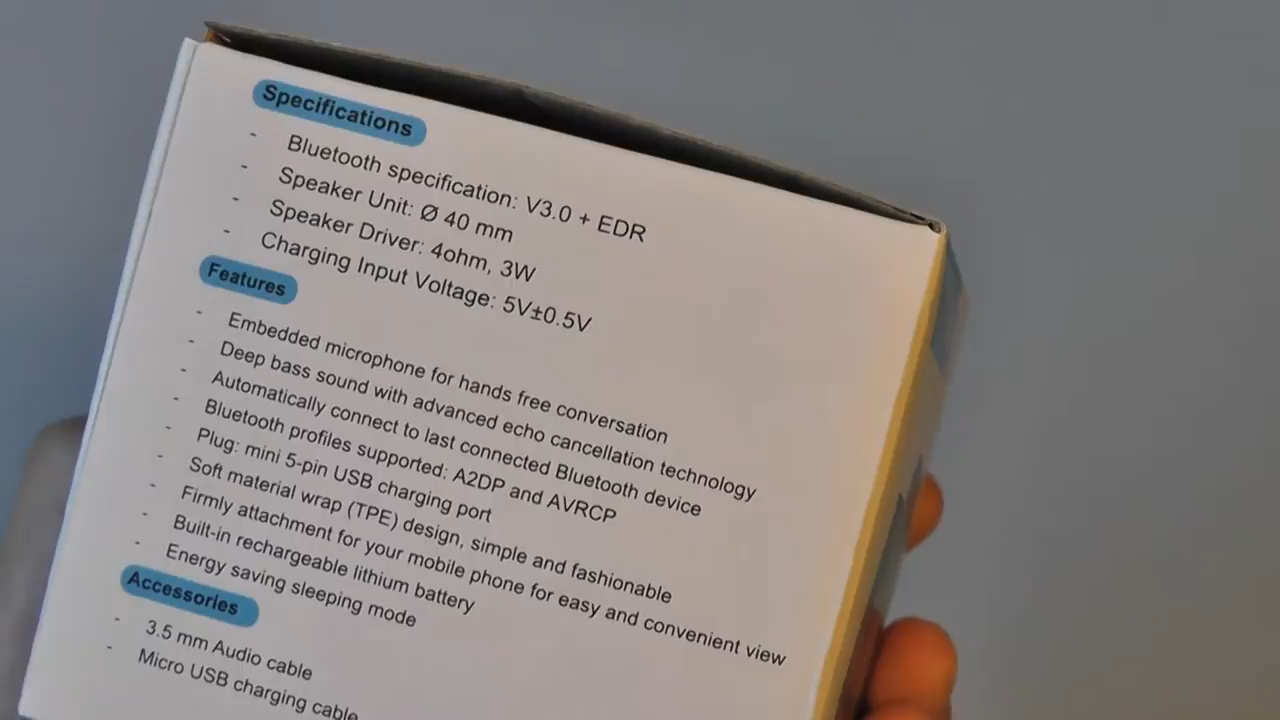 Specifications
- Bluetooth specification: V3.0 + EDR
- Speaker Unit: Ø 40 mm
- Speaker Driver: 4ohm, 3W
- Charging Input Voltage: 5V±0.5V
Features
- Embedded microphone for hands free conversation
- Deep bass sound with advanced echo cancellation technology
- Automatically connect to last connected Bluetooth device
- Bluetooth profiles supported: A2DP and AVRCP
- Plug: mini 5-pin USB charging port
- Soft material wrap (TPE) design, simple and fashionable
- Firmly attachment for your mobile phone for easy and convenient view
- Built-in rechargeable lithium battery
- Energy saving sleeping mode
Accessories
- 3.5 mm Audio cable
- Micro USB charging cable